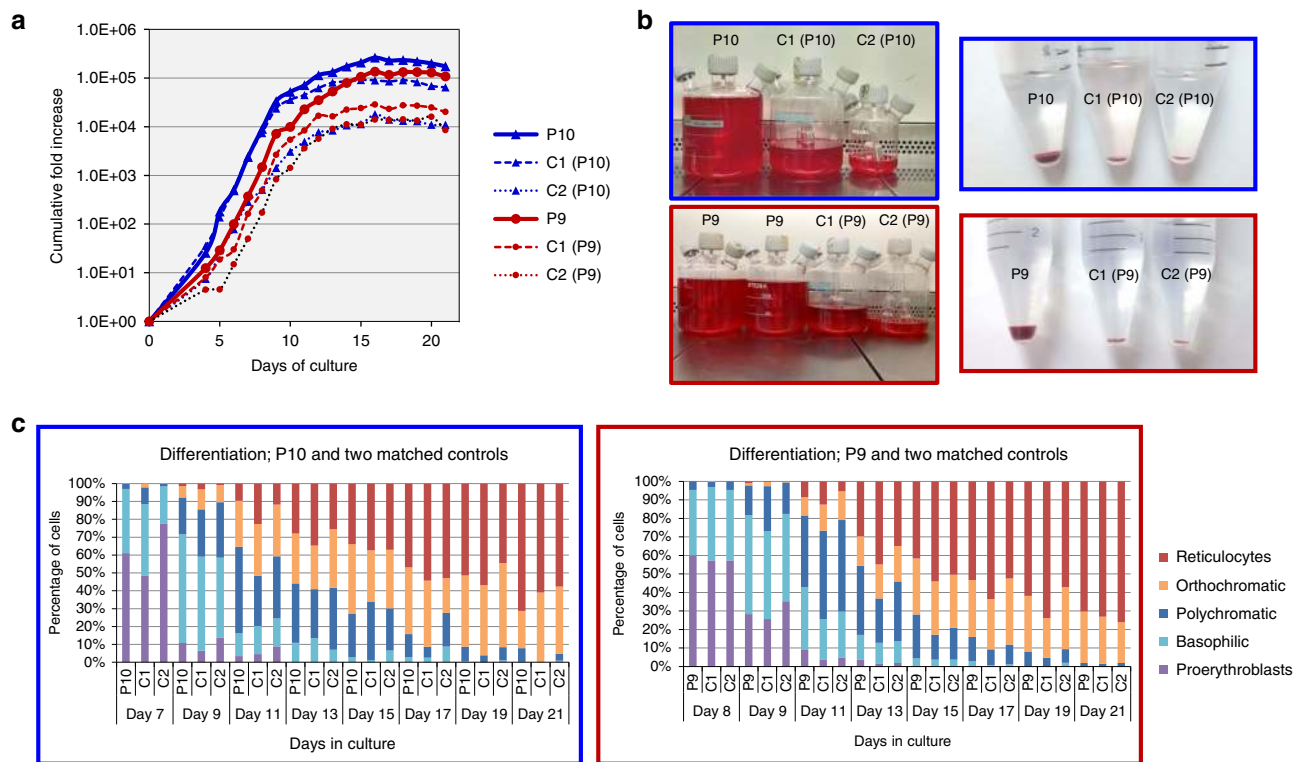 a
1.0E+06
1.0E+05
1.0E+04
1.0E+03
1.0E+02
1.0E+01
1.0E+00
Cumulative fold increase
0 5 10 15 20
Days of culture
P10
C1 (P10)
C2 (P10)
P9
C1 (P9)
C2 (P9)
b
P10 C1 (P10) C2 (P10)
P10 C1 (P10) C2 (P10)
P9 P9 C1 (P9) C2 (P9)
2
P9 C1 (P9) C2 (P9)
c
Differentiation; P10 and two matched controls
100%
90%
80%
70%
60%
50%
40%
30%
20%
10%
0%
Percentage of cells
P10 C1 C2 P10 C1 C2 P10 C1 C2 P10 C1 C2 P10 C1 C2 P10 C1 C2 P10 C1 C2 P10 C1 C2
Day 7 Day 9 Day 11 Day 13 Day 15 Day 17 Day 19 Day 21
Days in culture
Differentiation; P9 and two matched controls
100%
90%
80%
70%
60%
50%
40%
30%
20%
10%
0%
Percentage of cells
P9 C1 C2 P9 C1 C2 P9 C1 C2 P9 C1 C2 P9 C1 C2 P9 C1 C2 P9 C1 C2 P9 C1 C2
Day 8 Day 9 Day 11 Day 13 Day 15 Day 17 Day 19 Day 21
Days in culture
Reticulocytes
Orthochromatic
Polychromatic
Basophilic
Proerythroblasts